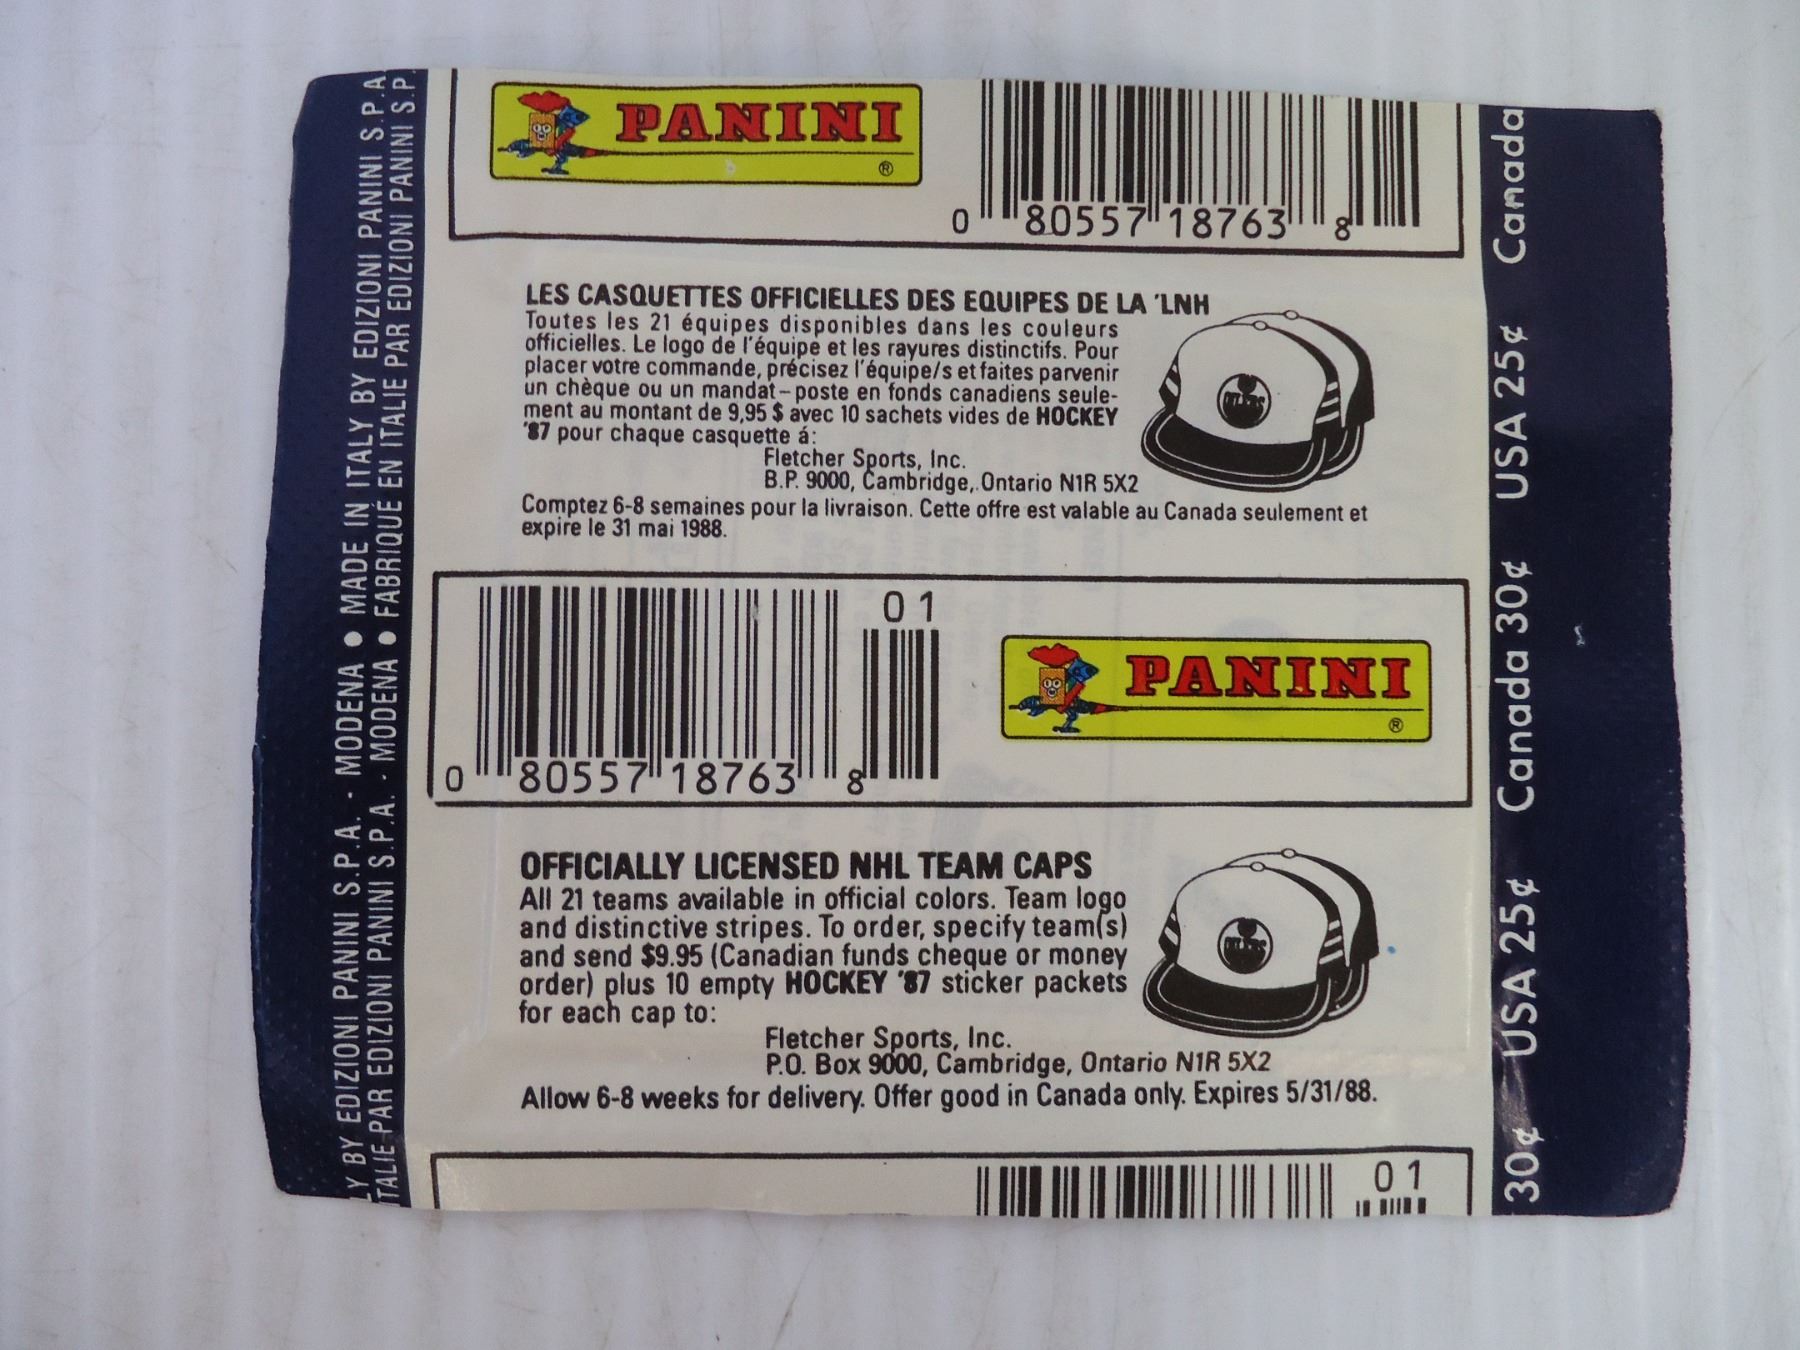 PANINI
®
0 80557 18763 8
LES CASQUETTES OFFICIELLES DES EQUIPES DE LA 'LNH
Toutes les 21 équipes disponibles dans les couleurs
officielles. Le logo de l'équipe et les rayures distinctifs. Pour
placer votre commande, précisez l'équipe/s et faites parvenir
un chèque ou un mandat-poste en fonds canadiens seule-
ment au montant de 9,95 $ avec 10 sachets vides de HOCKEY
'87 pour chaque casquette á:
Fletcher Sports, Inc.
B.P. 9000, Cambridge, Ontario N1R 5X2
Comptez 6-8 semaines pour la livraison. Cette offre est valable au Canada seulement et
expire le 31 mai 1988.
OILERS
01
0 80557 18763 8
PANINI
®
OFFICIALLY LICENSED NHL TEAM CAPS
All 21 teams available in official colors. Team logo
and distinctive stripes. To order, specify team(s)
and send $9.95 (Canadian funds cheque or money
order) plus 10 empty HOCKEY '87 sticker packets
for each cap to:
Fletcher Sports, Inc.
P.O. Box 9000, Cambridge, Ontario N1R 5X2
Allow 6-8 weeks for delivery. Offer good in Canada only. Expires 5/31/88.
OILERS
01
LY BY EDIZIONI PANINI S.P.A. - MODENA ● MADE IN ITALY BY EDIZIONI PANINI S.P.A.
ITALIE PAR EDIZIONI PANINI S.P.A. - MODENA ● FABRIQUÉ EN ITALIE PAR EDIZIONI PANINI S.P.
30¢ USA 25¢ Canada 30¢ USA 25¢ Canada